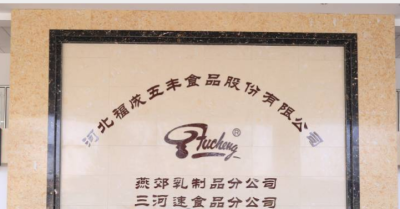 河北福成五丰食品股份有限公司
Fucheng®
燕郊乳制品分公司
三河速食品分公司